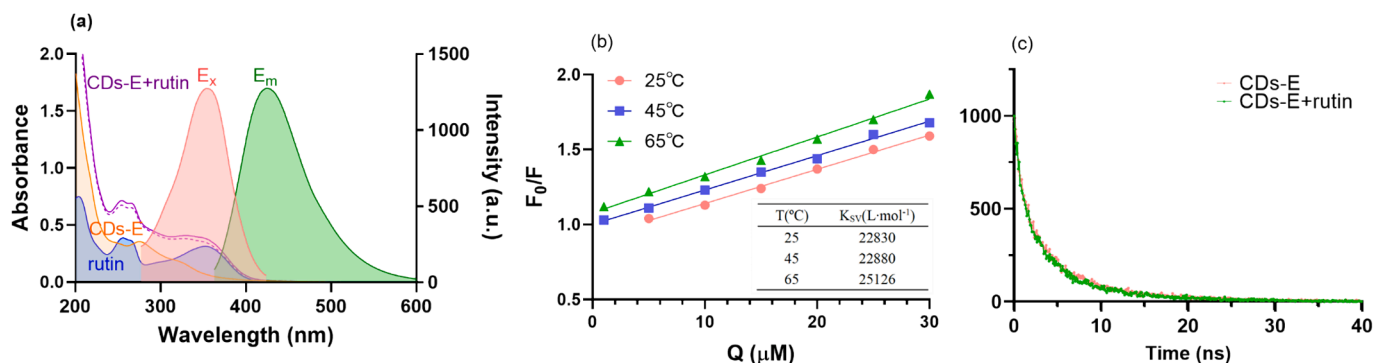 (a)
2.0
1.5
1.0
0.5
0.0
Absorbance
200
300
400
500
600
Wavelength (nm)
1500
1000
500
0
Intensity (a.u.)
CDs-E+rutin
Ex
Em
CDs-E
rutin
(b)
2.0
1.5
1.0
0.5
F0/F
0
10
20
30
Q (μM)
25℃
45℃
65℃
T(ºC) KSV(L·mol-1)
25 22830
45 22880
65 25126
(c)
1000
500
0
0
10
20
30
40
Time (ns)
CDs-E
CDs-E+rutin